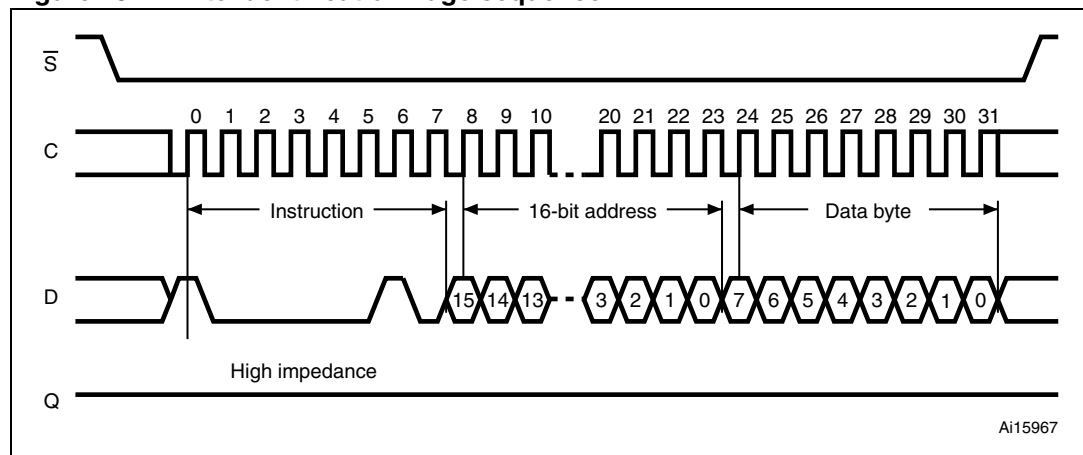 S
0 1 2 3 4 5 6 7 8 9 10 20 21 22 23 24 25 26 27 28 29 30 31
C
Instruction 16-bit address Data byte
D
15 14 13 3 2 1 0 7 6 5 4 3 2 1 0
High impedance
Q
Ai15967